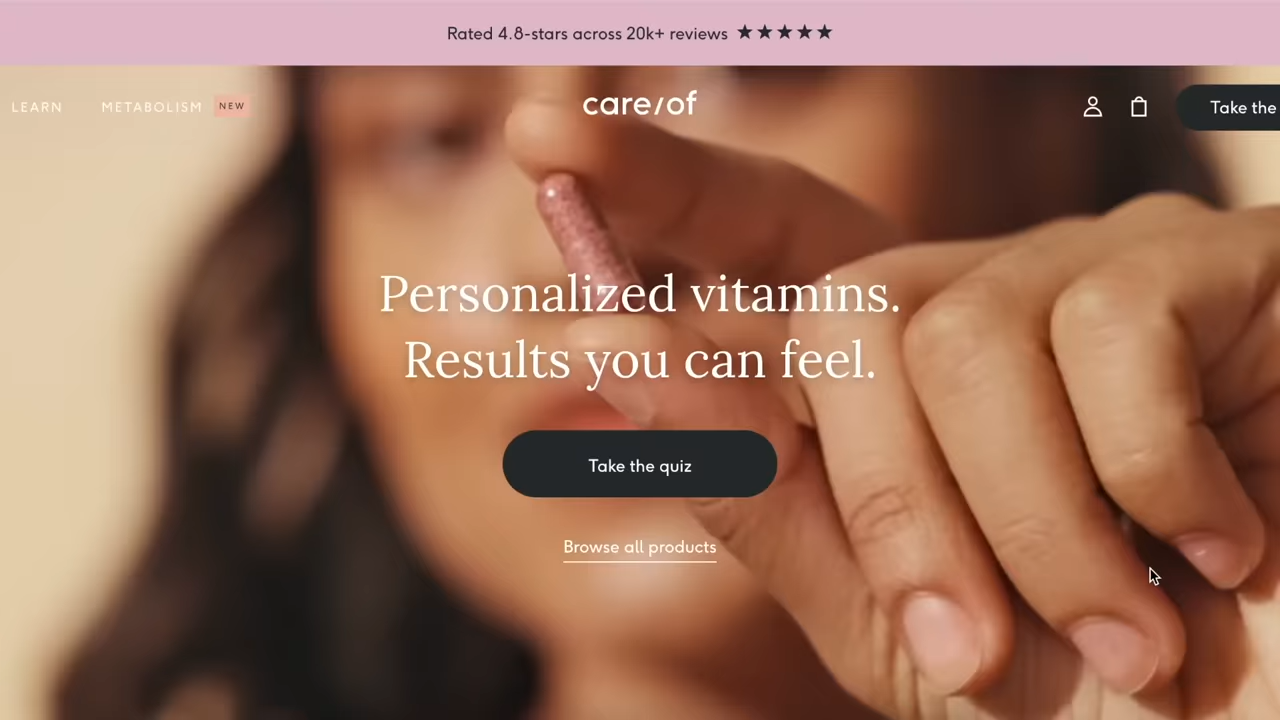 Rated 4.8-stars across 20k+ reviews ★★★★★
LEARN
METABOLISM NEW
care/of
Take the
Personalized vitamins.
Results you can feel.
Take the quiz
Browse all products